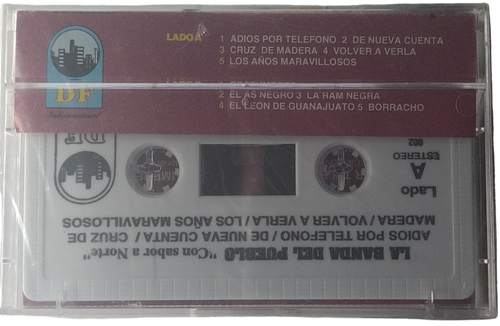 LADO A 1 ADIOS POR TELEFONO 2 DE NUEVA CUENTA
3 CRUZ DE MADERA 4 VOLVER A VERLA
5 LOS AÑOS MARAVILLOSOS
2 EL AS NEGRO 3 LA RAM NEGRA
4 EL LEON DE GUANAJUATO 5 BORRACHO
DF
Internacional
LA BANDA DEL PUEBLO "Con sabor a Norte"
ADIOS POR TELEFONO / DE NUEVA CUENTA / CRUZ DE
MADERA / VOLVER A VERLA / LOS AÑOS MARAVILLOSOS
Lado
A
ESTEREO
002
DF